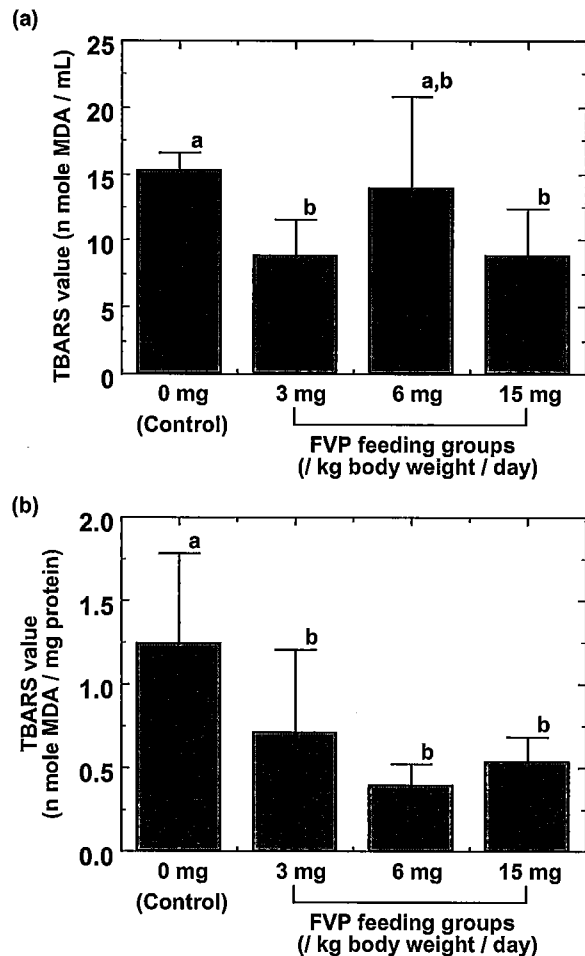 (a)
TBARS value (n mole MDA / mL)
25
20
15
10
5
0
a
b
a,b
b
0 mg
3 mg
6 mg
15 mg
(Control)
FVP feeding groups
(/ kg body weight / day)
(b)
TBARS value
(n mole MDA / mg protein)
2.0
1.5
1.0
0.5
0.0
a
b
b
b
0 mg
3 mg
6 mg
15 mg
(Control)
FVP feeding groups
(/ kg body weight / day)